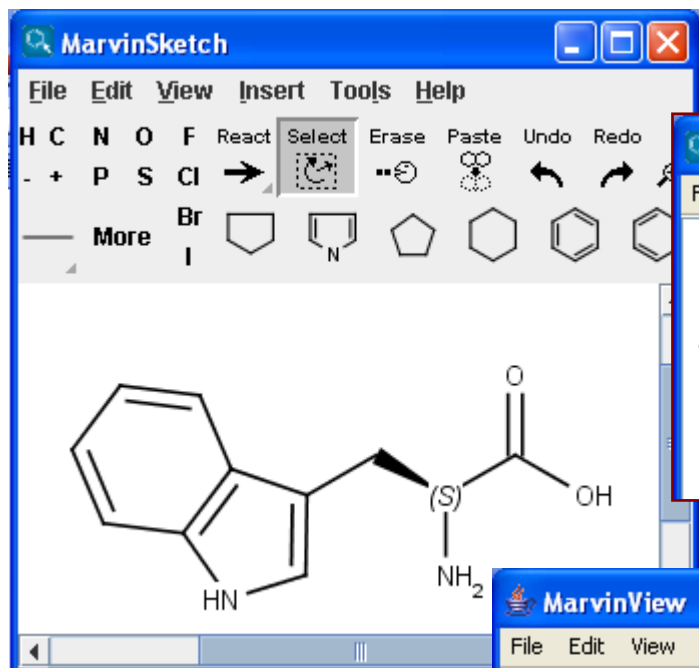 MarvinSketch
File Edit View Insert Tools Help
H C N O F React Select Erase Paste Undo Redo
- + P S Cl
More Br
I
N
O
(S)
OH
NH2
HN
MarvinView
File Edit View